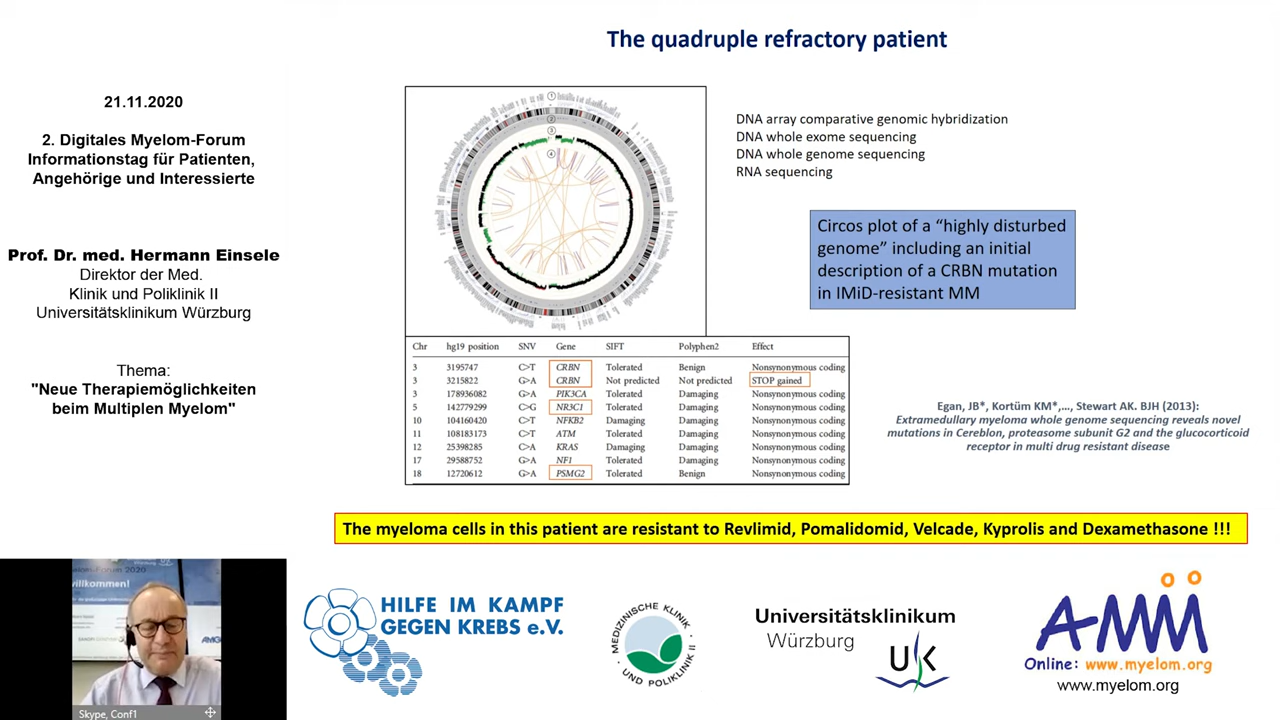 The quadruple refractory patient
21.11.2020
2. Digitales Myelom-Forum
Informationstag für Patienten,
Angehörige und Interessierte
Prof. Dr. med. Hermann Einsele
Direktor der Med.
Klinik und Poliklinik II
Universitätsklinikum Würzburg
Thema:
"Neue Therapiemöglichkeiten
beim Multiplen Myelom"
1
2
3
4
DNA array comparative genomic hybridization
DNA whole exome sequencing
DNA whole genome sequencing
RNA sequencing
Circos plot of a “highly disturbed
genome” including an initial
description of a CRBN mutation
in IMiD-resistant MM
Chr hg19 position SNV Gene SIFT Polyphen2 Effect
3 3195747 C>T CRBN Tolerated Benign Nonsynonymous coding
3 3215822 G>A CRBN Not predicted Not predicted STOP gained
3 178936082 G>A PIK3CA Tolerated Damaging Nonsynonymous coding
5 142779299 C>G NR3C1 Tolerated Damaging Nonsynonymous coding
10 104160420 C>T NFKB2 Damaging Damaging Nonsynonymous coding
11 108183173 C>T ATM Tolerated Damaging Nonsynonymous coding
12 25398285 C>A KRAS Damaging Damaging Nonsynonymous coding
17 29588752 G>A NF1 Tolerated Damaging Nonsynonymous coding
18 12720612 G>A PSMG2 Tolerated Benign Nonsynonymous coding
Egan, JB*, Kortüm KM*,..., Stewart AK. BJH (2013):
Extramedullary myeloma whole genome sequencing reveals novel
mutations in Cereblon, proteasome subunit G2 and the glucocorticoid
receptor in multi drug resistant disease
The myeloma cells in this patient are resistant to Revlimid, Pomalidomid, Velcade, Kyprolis and Dexamethasone !!!
willkommen!
Skype, Conf1
HILFE IM KAMPF
GEGEN KREBS e.V.
MEDIZINISCHE KLINIK
UND POLIKLINIK II
Universitätsklinikum
Würzburg
UK
AMM
Online: www.myelom.org
www.myelom.org